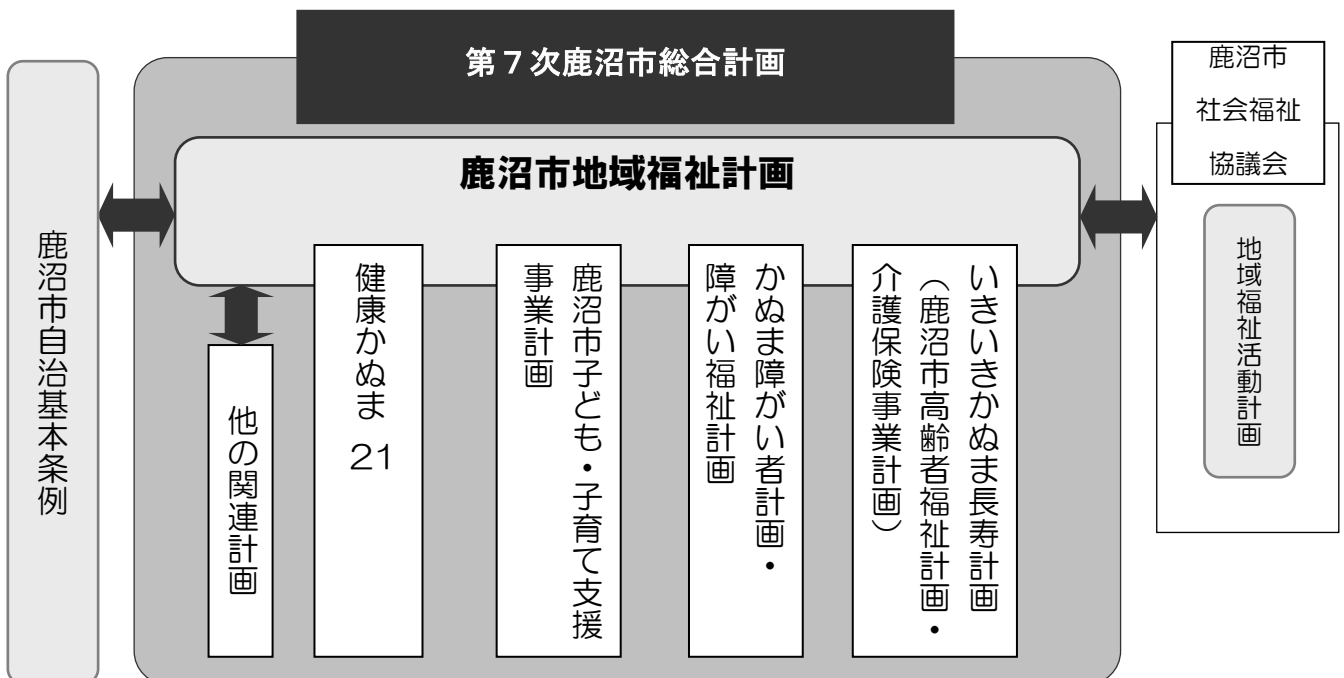 第7次鹿沼市総合計画
鹿沼市地域福祉計画
鹿沼市
社会福祉
協議会
地域福祉活動計画
いきいきかぬま長寿計画
（鹿沼市高齢者福祉計画・
介護保険事業計画）
かぬま障がい者計画・
障がい福祉計画
鹿沼市子ども・子育て支援
事業計画
健康かぬま 21
他の関連計画
鹿沼市自治基本条例